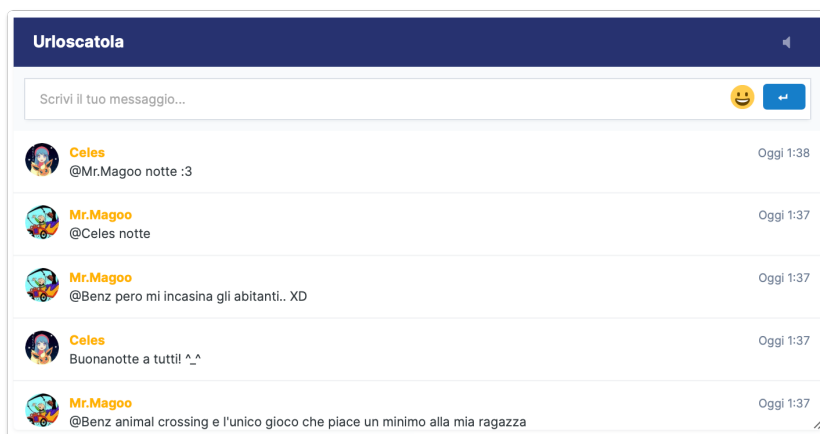 Urloscatola
Scrivi il tuo messaggio...
Celes Oggi 1:38
@Mr.Magoo notte :3
Mr.Magoo Oggi 1:37
@Celes notte
Mr.Magoo Oggi 1:37
@Benz pero mi incasina gli abitanti.. XD
Celes Oggi 1:37
Buonanotte a tutti! ^_^
Mr.Magoo Oggi 1:37
@Benz animal crossing e l'unico gioco che piace un minimo alla mia ragazza